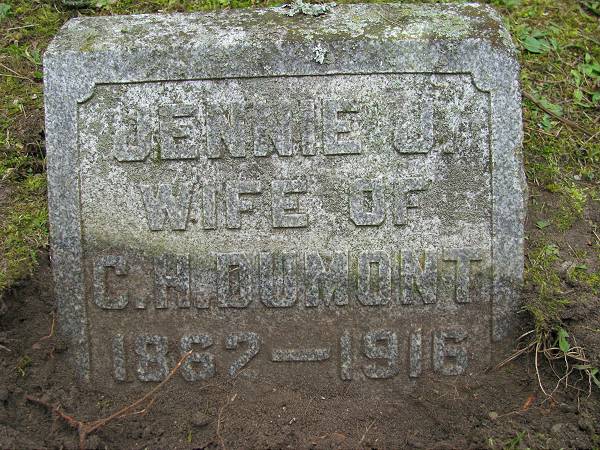 JENNIE J.
WIFE OF
C.H. DUMONT
1862—1916